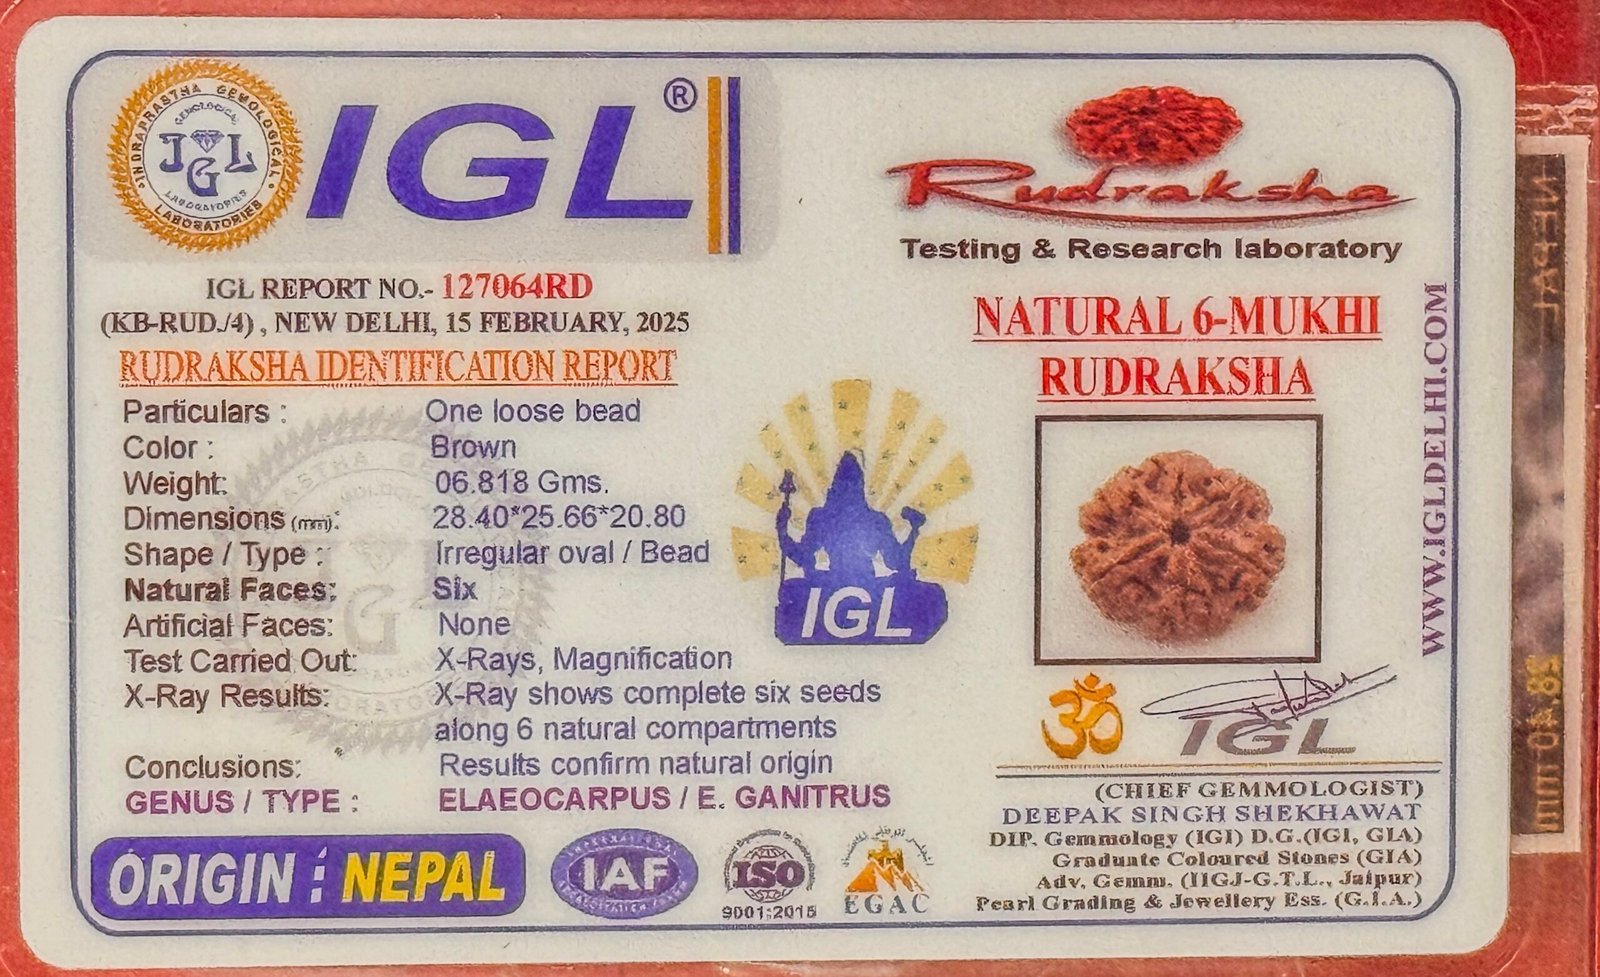 INDRAPRASTHA GEMOLOGICAL
LABORATORIES
GEMOLOGICAL
IGL
LABORATORIES
IGL®
IGL REPORT NO.- 127064RD
(KB-RUD./4) , NEW DELHI, 15 FEBRUARY, 2025
RUDRAKSHA IDENTIFICATION REPORT
Particulars : One loose bead
Color : Brown
Weight: 06.818 Gms.
Dimensions (mm): 28.40*25.66*20.80
Shape / Type : Irregular oval / Bead
Natural Faces: Six
Artificial Faces: None
Test Carried Out: X-Rays, Magnification
X-Ray Results: X-Ray shows complete six seeds
along 6 natural compartments
Conclusions: Results confirm natural origin
GENUS / TYPE : ELAEOCARPUS / E. GANITRUS
ORIGIN : NEPAL
IAF
ISO
9001:2015
EGAC
IGL
Rudraksha
Testing & Research laboratory
NATURAL 6-MUKHI
RUDRAKSHA
WWW.IGLDELHI.COM
ॐ
IGL
(CHIEF GEMMOLOGIST)
DEEPAK SINGH SHEKHAWAT
DIP. Gemmology (IGI) D.G.(IGI, GIA)
Graduate Coloured Stones (GIA)
Adv. Gemm. (IIGJ-G.T.L., Jaipur)
Pearl Grading & Jewellery Ess. (G.I.A.)
NEPAL
28.40 mm